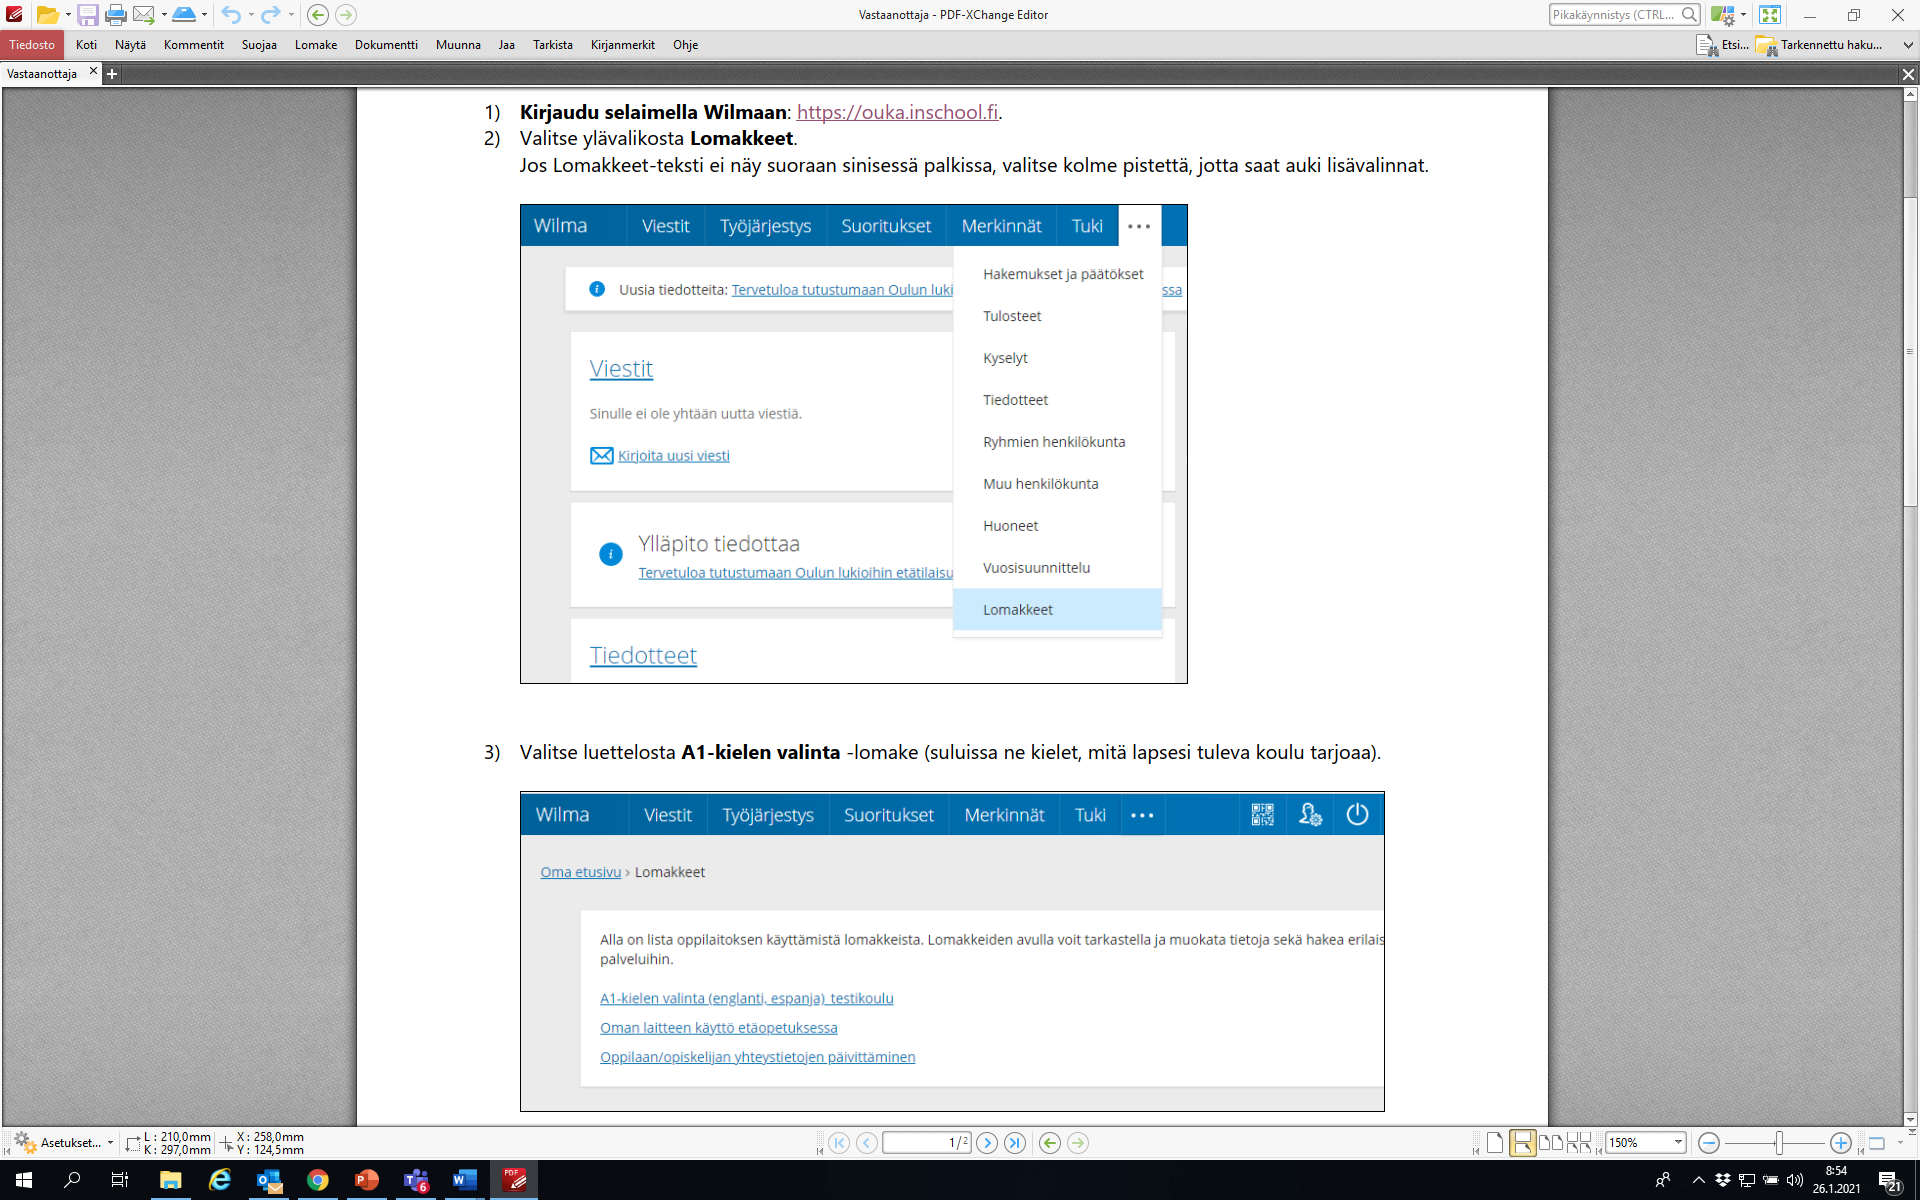 Vastaanottaja - PDF-XChange Editor
Pikakäynnistys (CTRL...
Tiedosto Koti Näytä Kommentit Suojaa Lomake Dokumentti Muunna Jaa Tarkista Kirjanmerkit Ohje
Etsi... Tarkennettu haku...
Vastaanottaja
1) Kirjaudu selaimella Wilmaan: https://ouka.inschool.fi.
2) Valitse ylävalikosta Lomakkeet.
Jos Lomakkeet-teksti ei näy suoraan sinisessä palkissa, valitse kolme pistettä, jotta saat auki lisävalinnat.
Wilma Viestit Työjärjestys Suoritukset Merkinnät Tuki ...
Hakemukset ja päätökset
Uusia tiedotteita: Tervetuloa tutustumaan Oulun luki ssa
Tulosteet
Kyselyt
Viestit
Tiedotteet
Sinulle ei ole yhtään uutta viestiä.
Ryhmien henkilökunta
Kirjoita uusi viesti
Muu henkilökunta
Huoneet
Ylläpito tiedottaa
Vuosisuunnittelu
Tervetuloa tutustumaan Oulun lukioihin etätilaisu
Lomakkeet
Tiedotteet
3) Valitse luettelosta A1-kielen valinta -lomake (suluissa ne kielet, mitä lapsesi tuleva koulu tarjoaa).
Wilma Viestit Työjärjestys Suoritukset Merkinnät Tuki ...
Oma etusivu › Lomakkeet
Alla on lista oppilaitoksen käyttämistä lomakkeista. Lomakkeiden avulla voit tarkastella ja muokata tietoja sekä hakea erilais
palveluihin.
A1-kielen valinta (englanti, espanja)_testikoulu
Oman laitteen käyttö etäopetuksessa
Oppilaan/opiskelijan yhteystietojen päivittäminen
Asetukset... L : 210,0mm X : 258,0mm
K : 297,0mm Y : 124,5mm
1 / 2
150%
8:54
26.1.2021
21
6